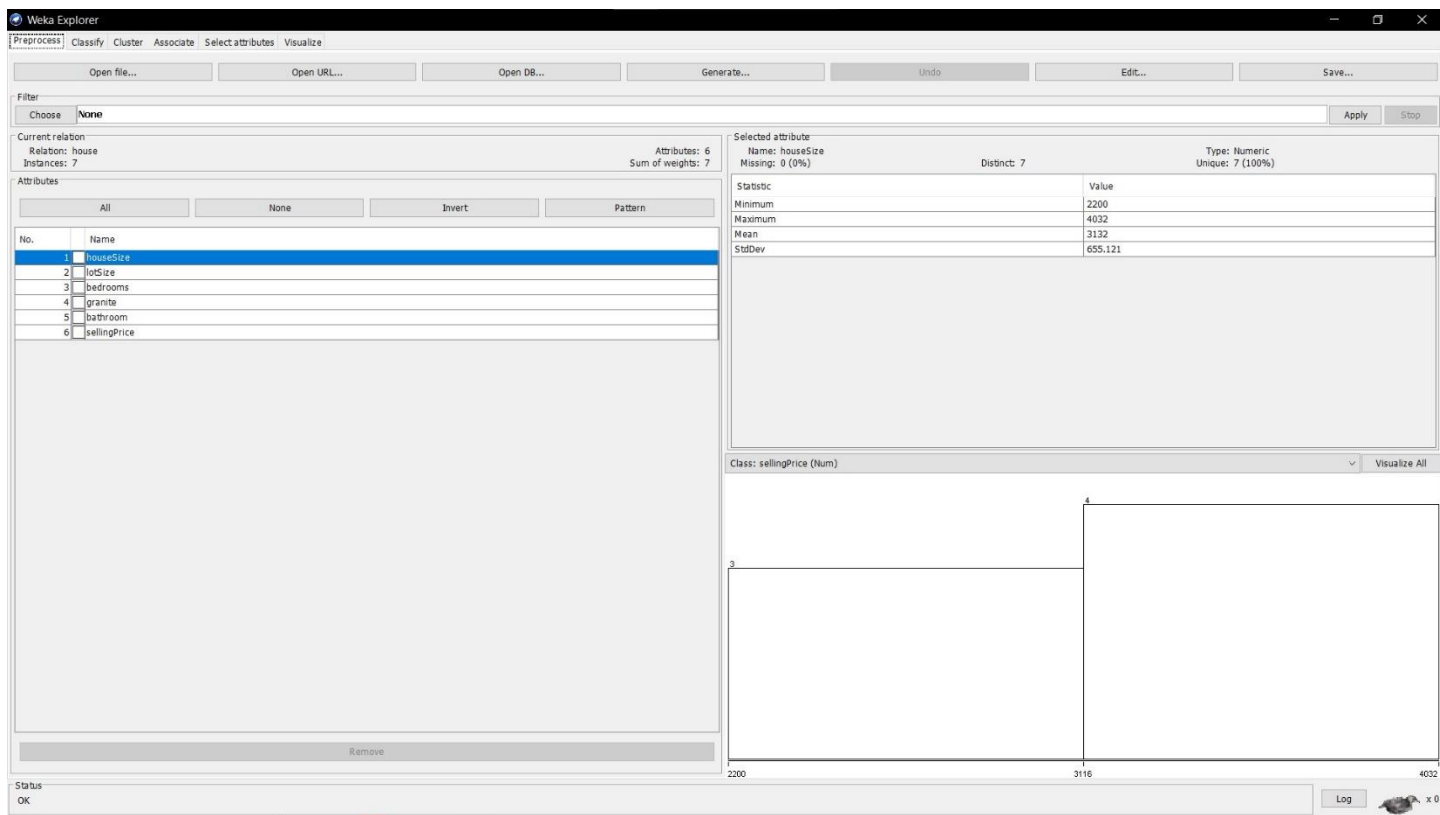 Weka Explorer
Preprocess Classify Cluster Associate Select attributes Visualize
Open file... Open URL... Open DB... Generate... Undo Edit... Save...
Filter
Choose None Apply Stop
Current relation
Relation: house Attributes: 6
Instances: 7 Sum of weights: 7
Attributes
All None Invert Pattern
No. Name
1 houseSize
2 lotSize
3 bedrooms
4 granite
5 bathroom
6 sellingPrice
Remove
Selected attribute
Name: houseSize Type: Numeric
Missing: 0 (0%) Distinct: 7 Unique: 7 (100%)
Statistic Value
Minimum 2200
Maximum 4032
Mean 3132
StdDev 655.121
Class: sellingPrice (Num) Visualize All
4
3
2200 3116 4032
Status
OK Log x 0